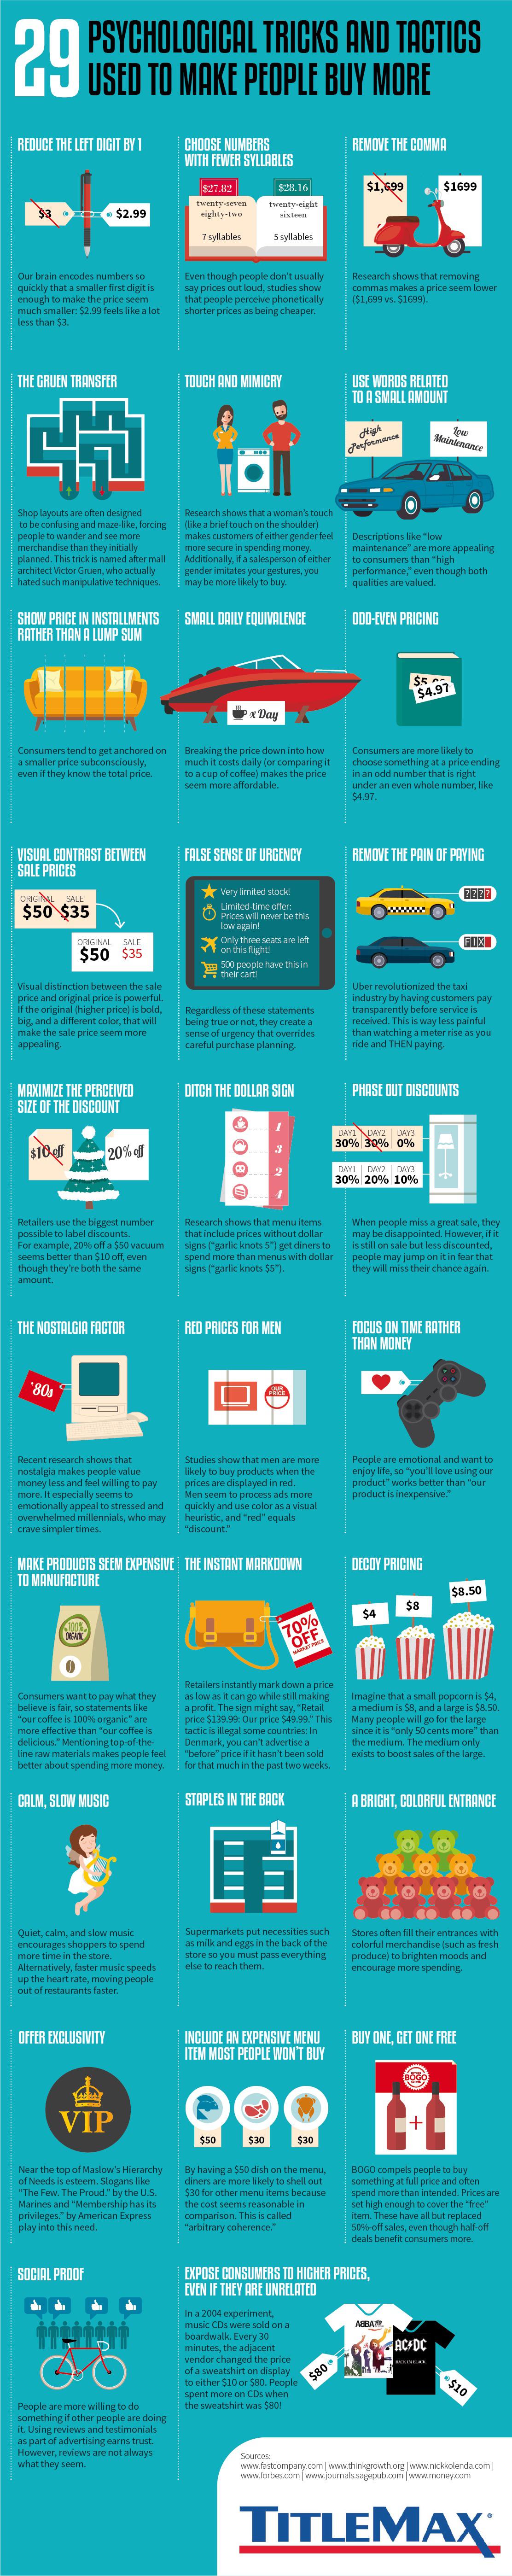 29 PSYCHOLOGICAL TRICKS AND TACTICS
USED TO MAKE PEOPLE BUY MORE
REDUCE THE LEFT DIGIT BY 1
$3
$2.99
Our brain encodes numbers so
quickly that a smaller first digit is
enough to make the price seem
much smaller: $2.99 feels like a lot
less than $3.
CHOOSE NUMBERS
WITH FEWER SYLLABLES
$27.82
$28.16
twenty-seven
eighty-two
7 syllables
twenty-eight
sixteen
5 syllables
Even though people don't usually
say prices out loud, studies show
that people perceive phonetically
shorter prices as being cheaper.
REMOVE THE COMMA
$1,699
$1699
Research shows that removing
commas makes a price seem lower
($1,699 vs. $1699).
THE GRUEN TRANSFER
Shop layouts are often designed
to be confusing and maze-like, forcing
people to wander and see more
merchandise than they initially
planned. This trick is named after mall
architect Victor Gruen, who actually
hated such manipulative techniques.
TOUCH AND MIMICRY
Research shows that a woman's touch
(like a brief touch on the shoulder)
makes customers of either gender feel
more secure in spending money.
Additionally, if a salesperson of either
gender imitates your gestures, you
may be more likely to buy.
USE WORDS RELATED
TO A SMALL AMOUNT
High
Performance
Low
Maintenance
Descriptions like "low
maintenance" are more appealing
to consumers than "high
performance," even though both
qualities are valued.
SHOW PRICE IN INSTALLMENTS
RATHER THAN A LUMP SUM
Consumers tend to get anchored on
a smaller price subconsciously,
even if they know the total price.
SMALL DAILY EQUIVALENCE
x Day
Breaking the price down into how
much it costs daily (or comparing it
to a cup of coffee) makes the price
seem more affordable.
ODD-EVEN PRICING
$4.97
Consumers are more likely to
choose something at a price ending
in an odd number that is right
under an even whole number, like
$4.97.
VISUAL CONTRAST BETWEEN
SALE PRICES
ORIGINAL SALE
$50 $35
ORIGINAL SALE
$50 $35
Visual distinction between the sale
price and original price is powerful.
If the original (higher price) is bold,
big, and a different color, that will
make the sale price seem more
appealing.
FALSE SENSE OF URGENCY
Very limited stock!
Limited-time offer:
Prices will never be this
low again!
Only three seats are left
on this flight!
500 people have this in
their cart!
Regardless of these statements
being true or not, they create a
sense of urgency that overrides
careful purchase planning.
REMOVE THE PAIN OF PAYING
????
FIX
Uber revolutionized the taxi
industry by having customers pay
transparently before service is
received. This is way less painful
than watching a meter rise as you
ride and THEN paying.
MAXIMIZE THE PERCEIVED
SIZE OF THE DISCOUNT
$10 off
20% off
Retailers use the biggest number
possible to label discounts.
For example, 20% off a $50 vacuum
seems better than $10 off, even
though they're both the same
amount.
DITCH THE DOLLAR SIGN
1
3
2
4
Research shows that menu items
that include prices without dollar
signs ("garlic knots 5") get diners to
spend more than menus with dollar
signs ("garlic knots $5").
PHASE OUT DISCOUNTS
DAY1 DAY2 DAY3
30% 30% 0%
DAY1 DAY2 DAY3
30% 20% 10%
When people miss a great sale, they
may be disappointed. However, if it
is still on sale but less discounted,
people may jump on it in fear that
they will miss their chance again.
THE NOSTALGIA FACTOR
'80s
Recent research shows that
nostalgia makes people value
money less and feel willing to pay
more. It especially seems to
emotionally appeal to stressed and
overwhelmed millennials, who may
crave simpler times.
RED PRICES FOR MEN
OUR
PRICE
Studies show that men are more
likely to buy products when the
prices are displayed in red.
Men seem to process ads more
quickly and use color as a visual
heuristic, and "red" equals
"discount."
FOCUS ON TIME RATHER
THAN MONEY
People are emotional and want to
enjoy life, so "you'll love using our
product" works better than "our
product is inexpensive."
MAKE PRODUCTS SEEM EXPENSIVE
TO MANUFACTURE
100%
ORGANIC
Consumers want to pay what they
believe is fair, so statements like
"our coffee is 100% organic" are
more effective than "our coffee is
delicious." Mentioning top-of-the-
line raw materials makes people feel
better about spending more money.
THE INSTANT MARKDOWN
70%
OFF
MARKET PRICE
Retailers instantly mark down a price
as low as it can go while still making
a profit. The sign might say, "Retail
price $139.99: Our price $49.99." This
tactic is illegal some countries: In
Denmark, you can't advertise a
"before" price if it hasn't been sold
for that much in the past two weeks.
DECOY PRICING
$4
$8
$8.50
Imagine that a small popcorn is $4,
a medium is $8, and a large is $8.50.
Many people will go for the large
since it is "only 50 cents more" than
the medium. The medium only
exists to boost sales of the large.
CALM, SLOW MUSIC
Quiet, calm, and slow music
encourages shoppers to spend
more time in the store.
Alternatively, faster music speeds
up the heart rate, moving people
out of restaurants faster.
STAPLES IN THE BACK
Supermarkets put necessities such
as milk and eggs in the back of the
store so you must pass everything
else to reach them.
A BRIGHT, COLORFUL ENTRANCE
Stores often fill their entrances with
colorful merchandise (such as fresh
produce) to brighten moods and
encourage more spending.
OFFER EXCLUSIVITY
VIP
Near the top of Maslow's Hierarchy
of Needs is esteem. Slogans like
"The Few. The Proud." by the U.S.
Marines and "Membership has its
privileges." by American Express
play into this need.
INCLUDE AN EXPENSIVE MENU
ITEM MOST PEOPLE WON'T BUY
$50
$30
$30
By having a $50 dish on the menu,
diners are more likely to shell out
$30 for other menu items because
the cost seems reasonable in
comparison. This is called
"arbitrary coherence."
BUY ONE, GET ONE FREE
BOGO
+
BOGO compels people to buy
something at full price and often
spend more than intended. Prices are
set high enough to cover the "free"
item. These have all but replaced
50%-off sales, even though half-off
deals benefit consumers more.
SOCIAL PROOF
People are more willing to do
something if other people are doing
it. Using reviews and testimonials
as part of advertising earns trust.
However, reviews are not always
what they seem.
EXPOSE CONSUMERS TO HIGHER PRICES,
EVEN IF THEY ARE UNRELATED
In a 2004 experiment,
music CDs were sold on a
boardwalk. Every 30
minutes, the adjacent
vendor changed the price
of a sweatshirt on display
to either $10 or $80. People
spent more on CDs when
the sweatshirt was $80!
ABBA
AC/DC
BACK IN BLACK
$80
$10
Sources:
www.fastcompany.com | www.thinkgrowth.org | www.nickkolenda.com |
www.forbes.com | www.journals.sagepub.com | www.money.com
TITLEMAX®